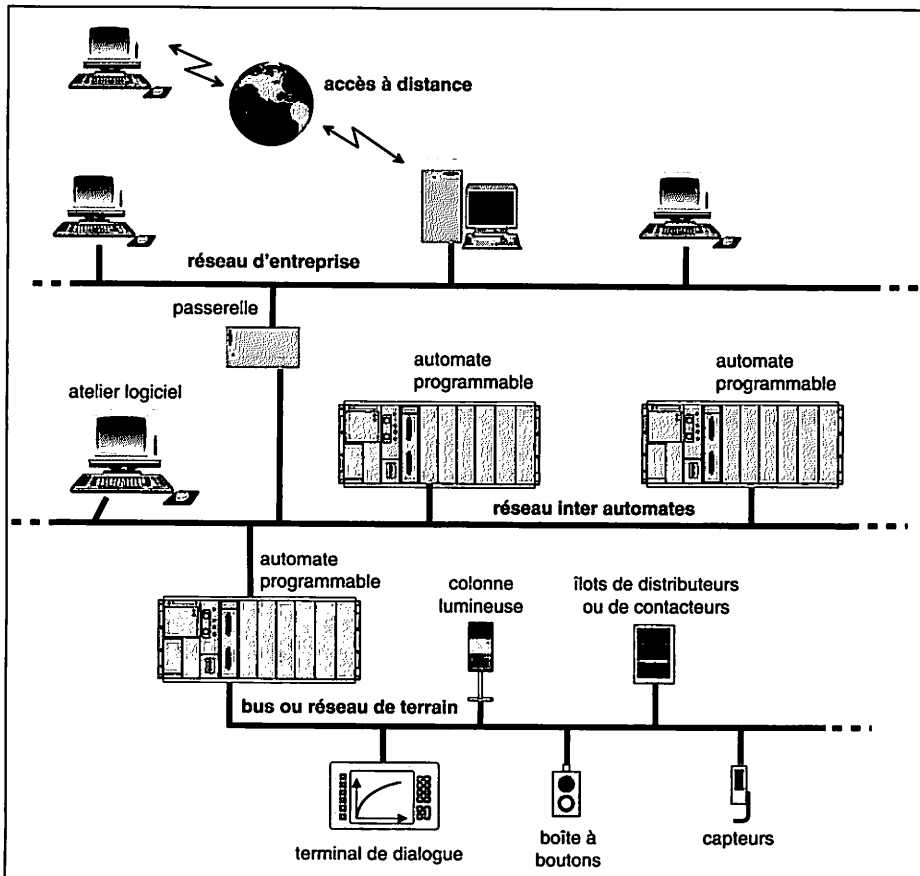 accès à distance
réseau d'entreprise
passerelle
automate
programmable
automate
programmable
atelier logiciel
réseau inter automates
automate
programmable
colonne
lumineuse
îlots de distributeurs
ou de contacteurs
bus ou réseau de terrain
terminal de dialogue
boîte à
boutons
capteurs